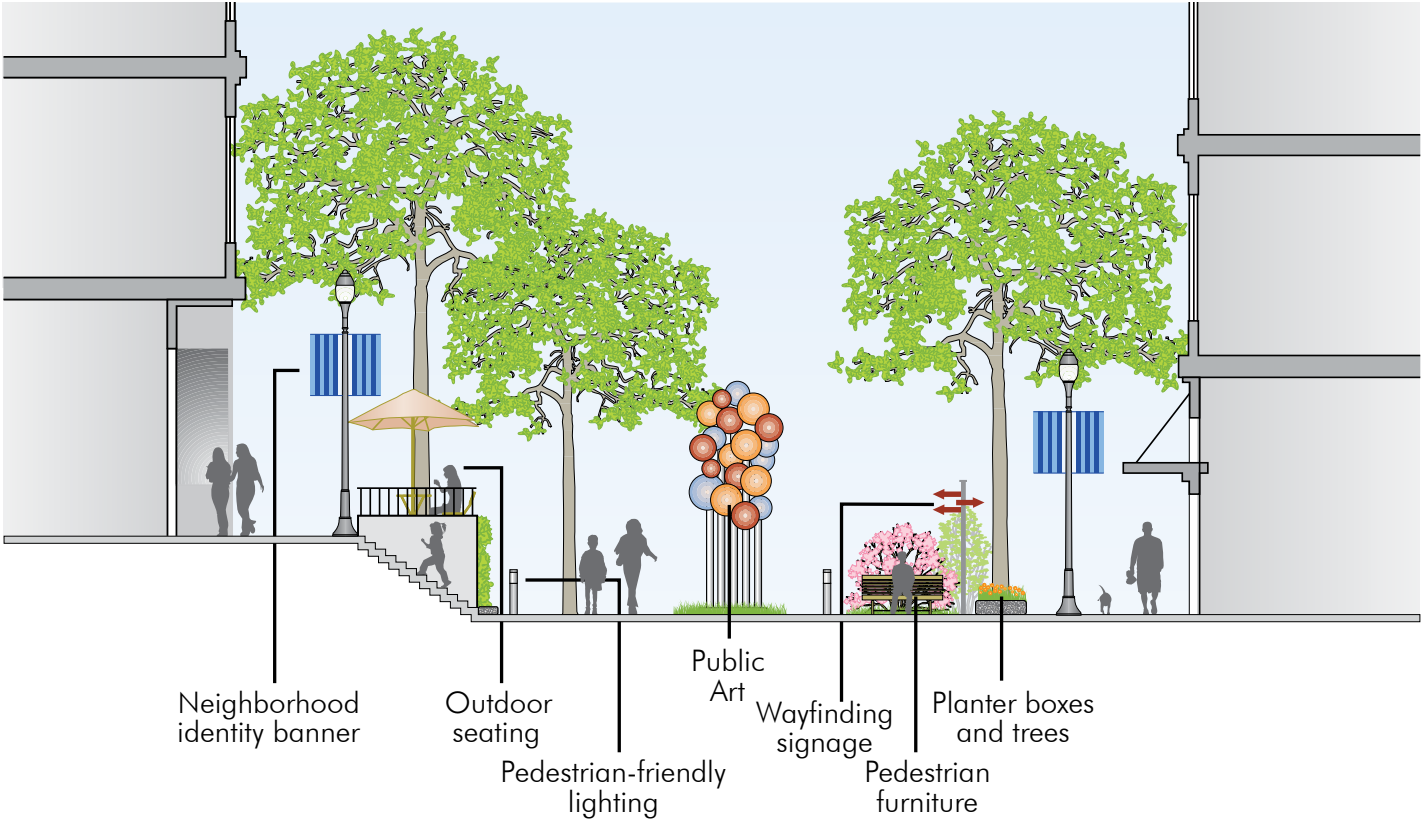 Neighborhood
identity banner
Outdoor
seating
Pedestrian-friendly
lighting
Public
Art
Wayfinding
signage
Pedestrian
furniture
Planter boxes
and trees